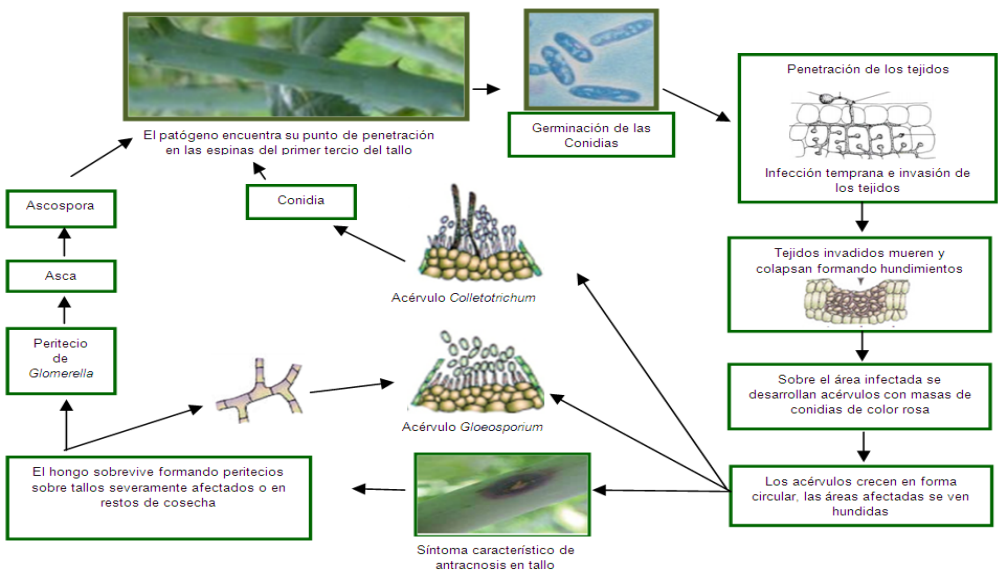 El patógeno encuentra su punto de penetración
en las espinas del primer tercio del tallo
Germinación de las
Conidias
Penetración de los tejidos
Infección temprana e invasión de
los tejidos
Tejidos invadidos mueren y
colapsan formando hundimientos
Sobre el área infectada se
desarrollan acérvulos con masas de
conidias de color rosa
Los acérvulos crecen en forma
circular, las áreas afectadas se ven
hundidas
Síntoma característico de
antracnosis en tallo
El hongo sobrevive formando peritecios
sobre tallos severamente afectados o en
restos de cosecha
Peritecio
de
Glomerella
Asca
Ascospora
Conidia
Acérvulo Colletotrichum
Acérvulo Gloeosporium